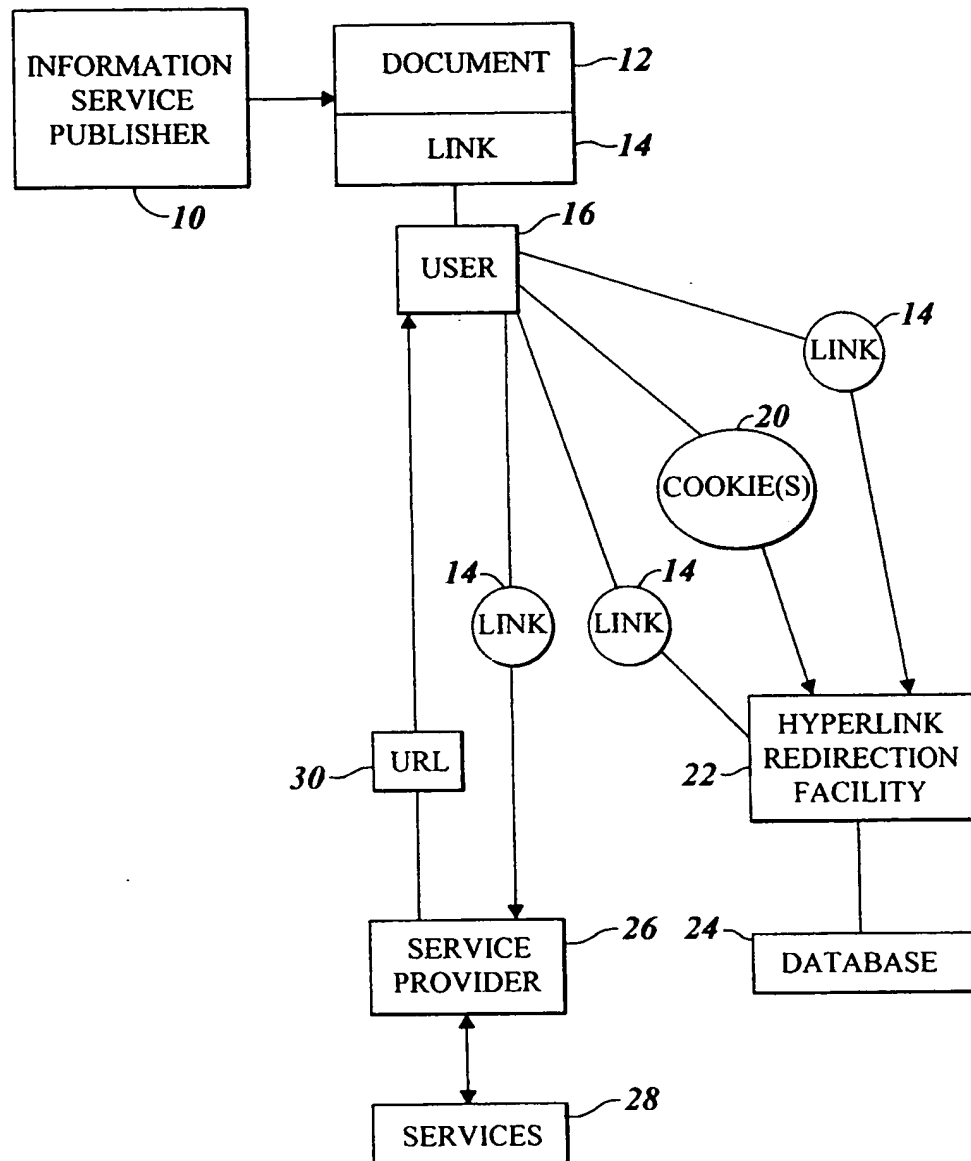 INFORMATION
SERVICE
PUBLISHER
10
DOCUMENT
12
LINK
14
USER
16
LINK
14
20
COOKIE(S)
14
LINK
14
LINK
HYPERLINK
REDIRECTION
FACILITY
22
URL
30
SERVICE
PROVIDER
26
24
DATABASE
SERVICES
28